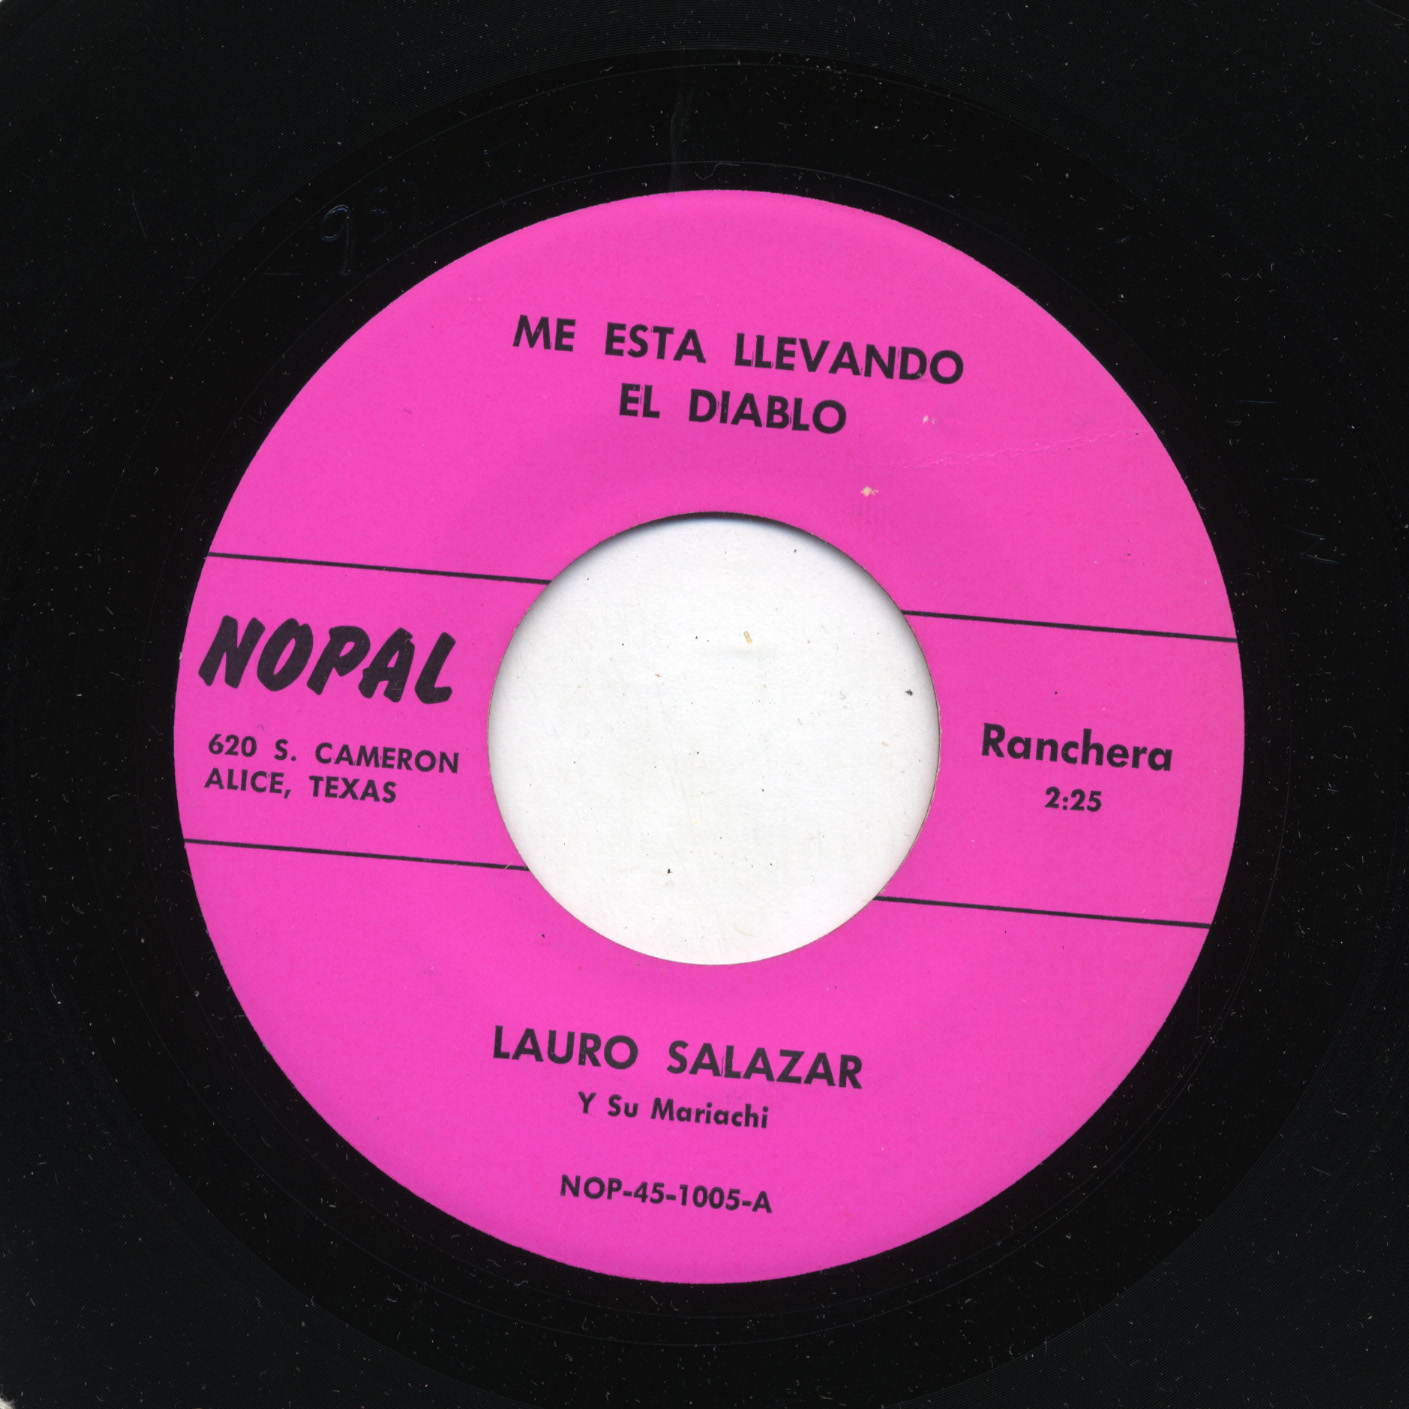 ME ESTA LLEVANDO
EL DIABLO
NOPAL
620 S. CAMERON
ALICE, TEXAS
Ranchera
2:25
LAURO SALAZAR
Y Su Mariachi
NOP-45-1005-A